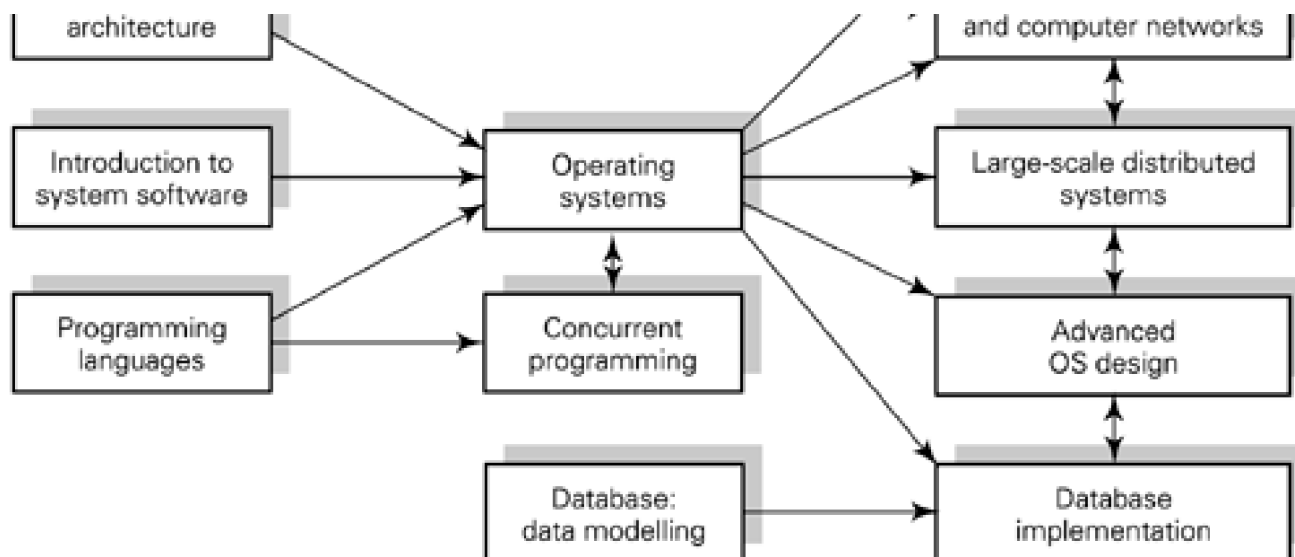 architecture
and computer networks
Introduction to
system software
Operating
systems
Large-scale distributed
systems
Programming
languages
Concurrent
programming
Advanced
OS design
Database:
data modelling
Database
implementation